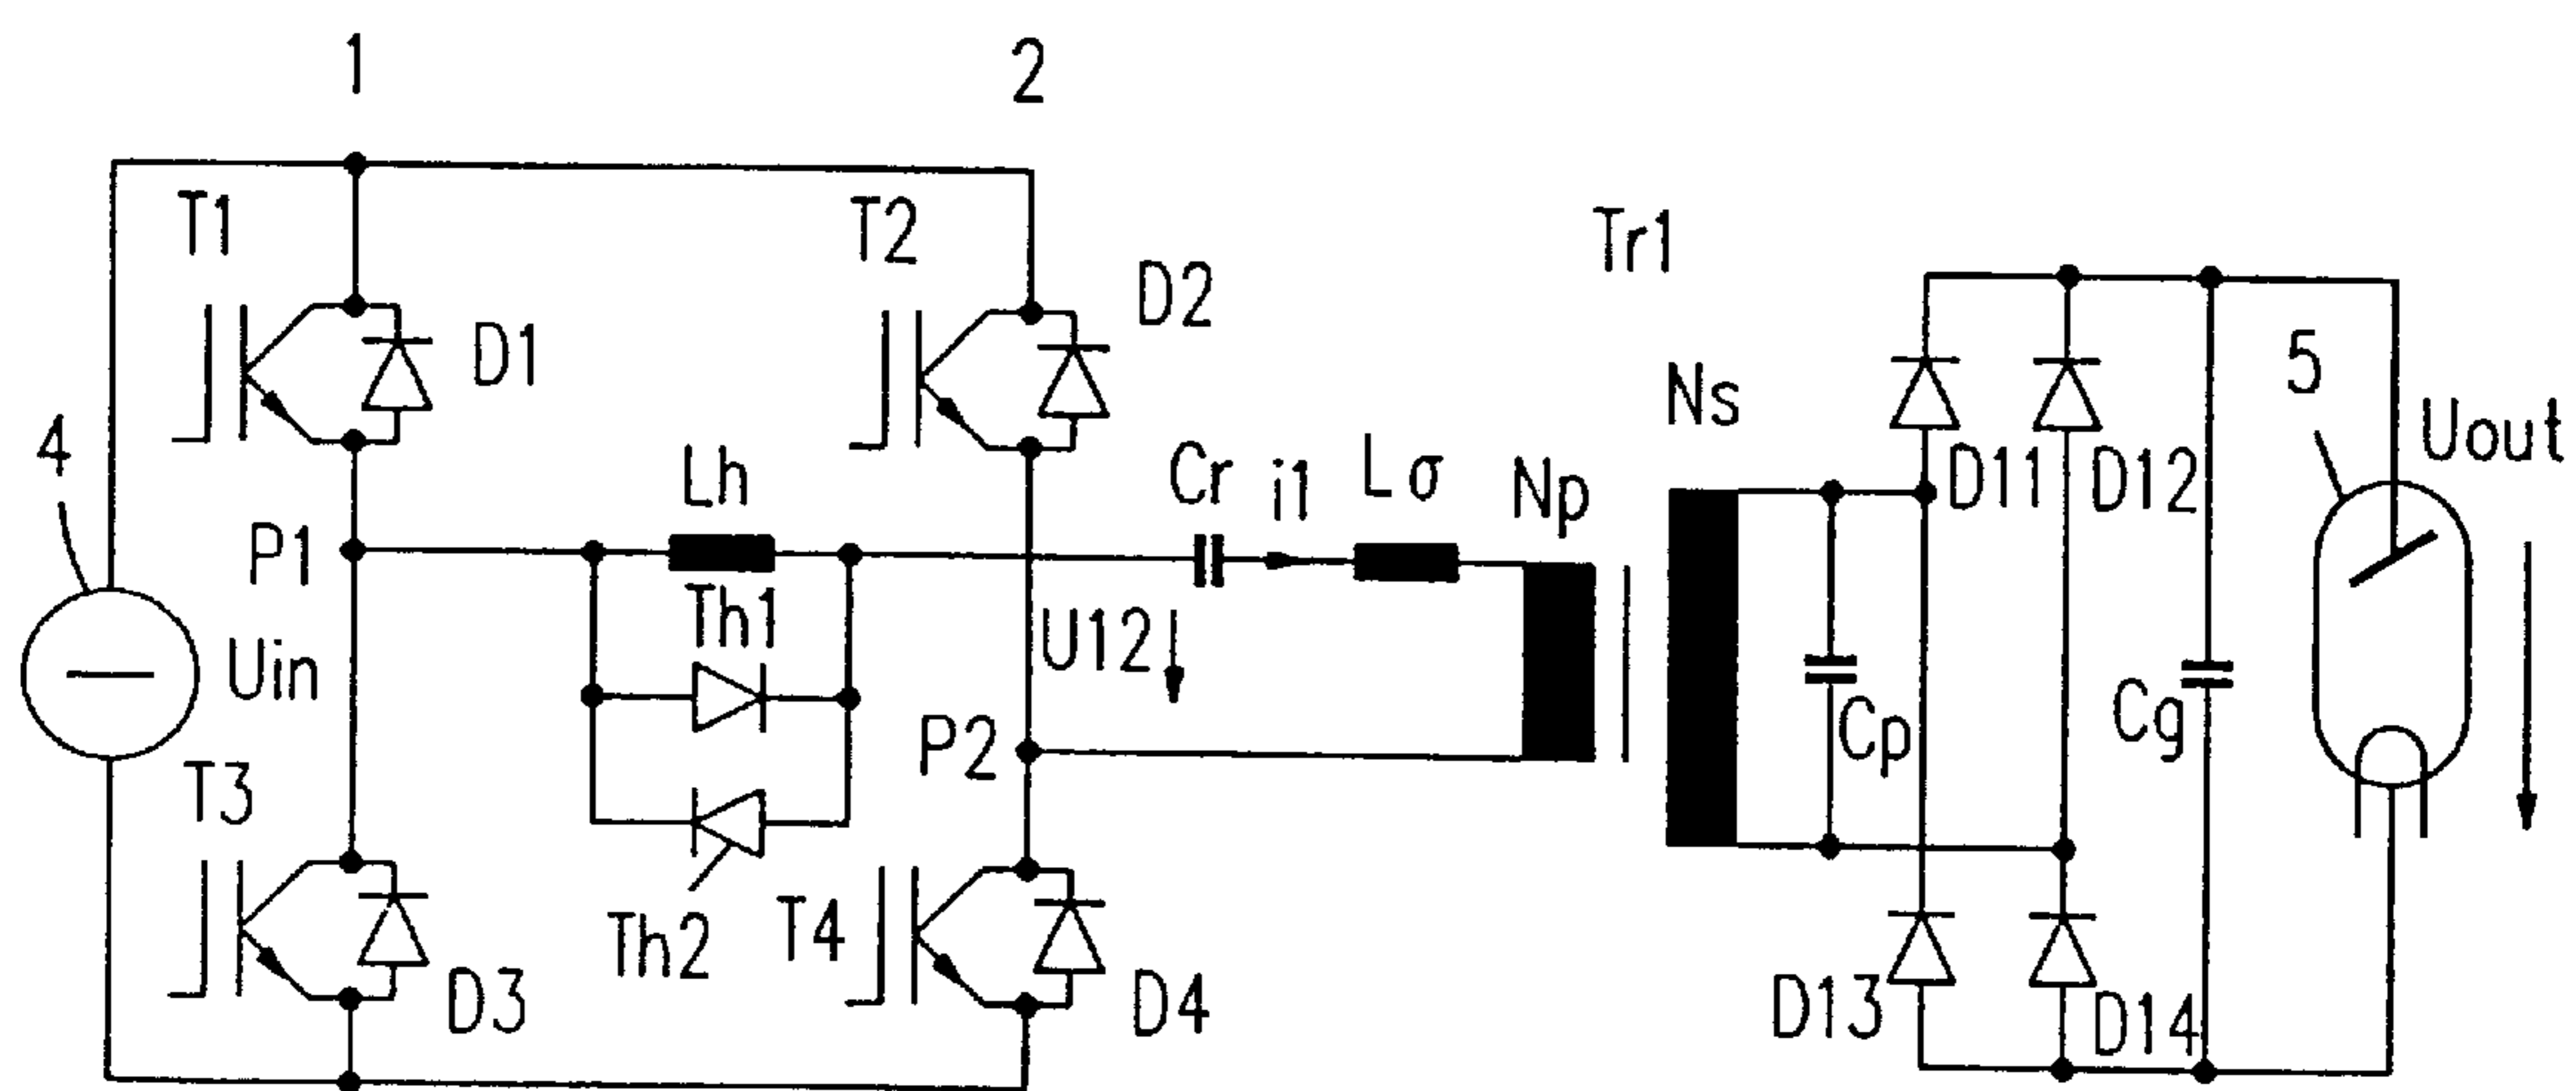 1
2
T1
T2
Tr1
D2
D1
Ns
5
4
Uout
Lh
Cr
i1
Lσ
Np
D11
D12
P1
Th1
U12
Uin
Cp
Cg
P2
T3
Th2
T4
D3
D4
D13
D14